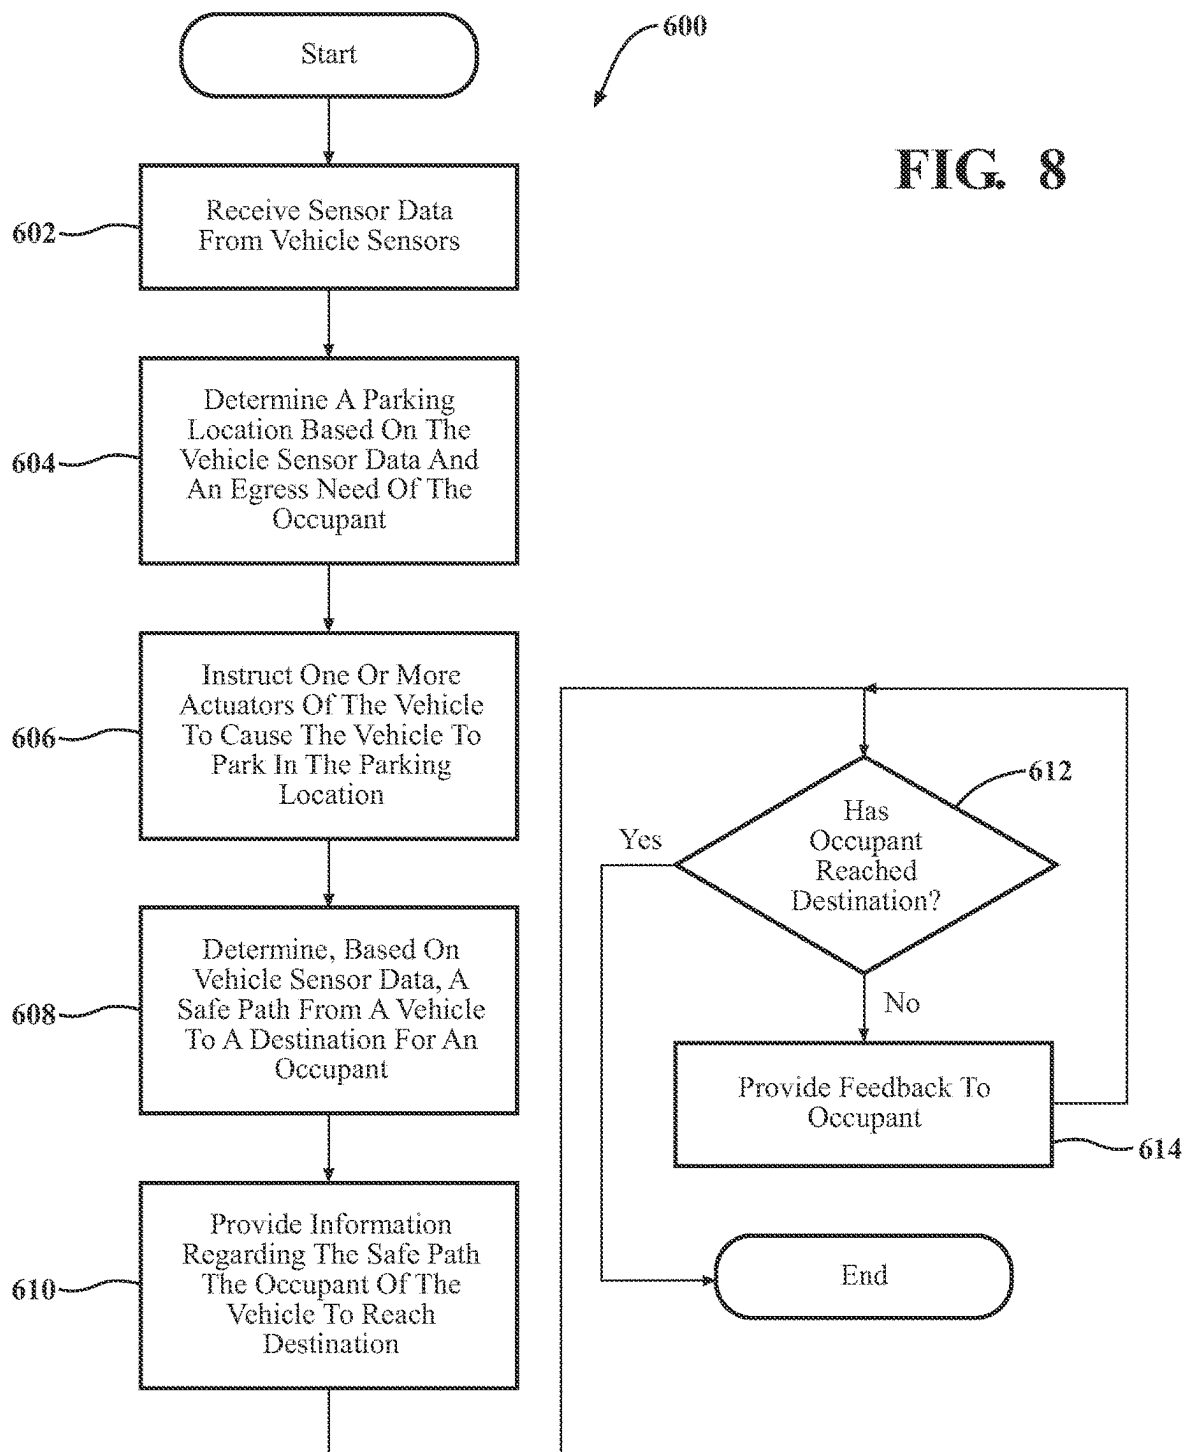 Start
600
FIG. 8
602
Receive Sensor Data
From Vehicle Sensors
604
Determine A Parking
Location Based On The
Vehicle Sensor Data And
An Egress Need Of The
Occupant
606
Instruct One Or More
Actuators Of The Vehicle
To Cause The Vehicle To
Park In The Parking
Location
608
Determine, Based On
Vehicle Sensor Data, A
Safe Path From A Vehicle
To A Destination For An
Occupant
610
Provide Information
Regarding The Safe Path
The Occupant Of The
Vehicle To Reach
Destination
612
Has
Occupant
Reached
Destination?
Yes
No
Provide Feedback To
Occupant
614
End